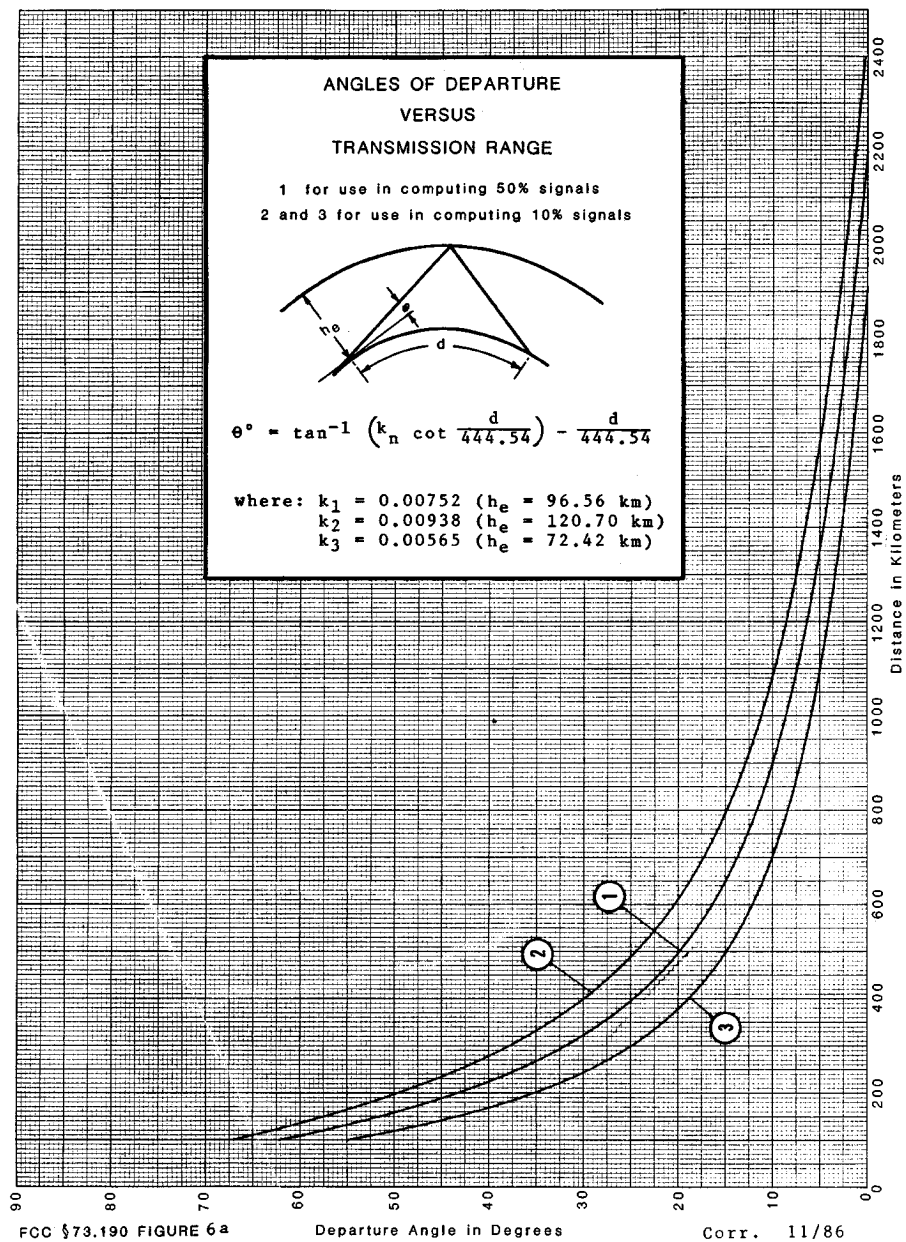 ANGLES OF DEPARTURE
VERSUS
TRANSMISSION RANGE
1 for use in computing 50% signals
2 and 3 for use in computing 10% signals
he
θ
d
θ° = tan⁻¹ (kn cot d/444.54) - d/444.54
where: k1 = 0.00752 (he = 96.56 km)
k2 = 0.00938 (he = 120.70 km)
k3 = 0.00565 (he = 72.42 km)
1
2
3
2400
2200
2000
1800
1600
1400
1200
1000
800
600
400
200
0
Distance in Kilometers
90
80
70
60
50
40
30
20
10
0
FCC §73.190 FIGURE 6a
Departure Angle in Degrees
Corr. 11/86